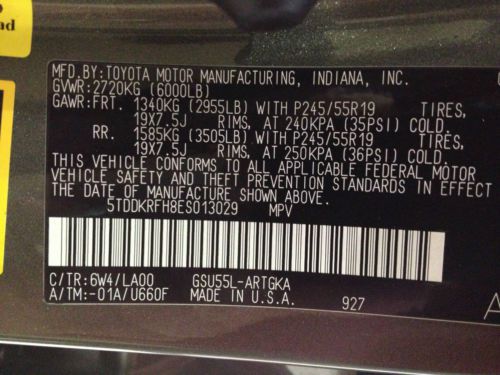 ad
MFD.BY:TOYOTA MOTOR MANUFACTURING, INDIANA, INC.
GVWR:2720KG (6000LB)
GAWR:FRT. 1340KG (2955LB) WITH P245/55R19 TIRES,
19X7.5J RIMS, AT 240KPA (35PSI) COLD.
RR. 1585KG (3505LB) WITH P245/55R19 TIRES,
19X7.5J RIMS, AT 250KPA (36PSI) COLD.
THIS VEHICLE CONFORMS TO ALL APPLICABLE FEDERAL MOTOR
VEHICLE SAFETY AND THEFT PREVENTION STANDARDS IN EFFECT
THE DATE OF MANUFACTURE SHOWN ABOVE.
5TDDKRFH8ES013029 MPV
C/TR:6W4/LA00 GSU55L-ARTGKA
A/TM:-01A/U660F MADE IN U.S.A. 927
A